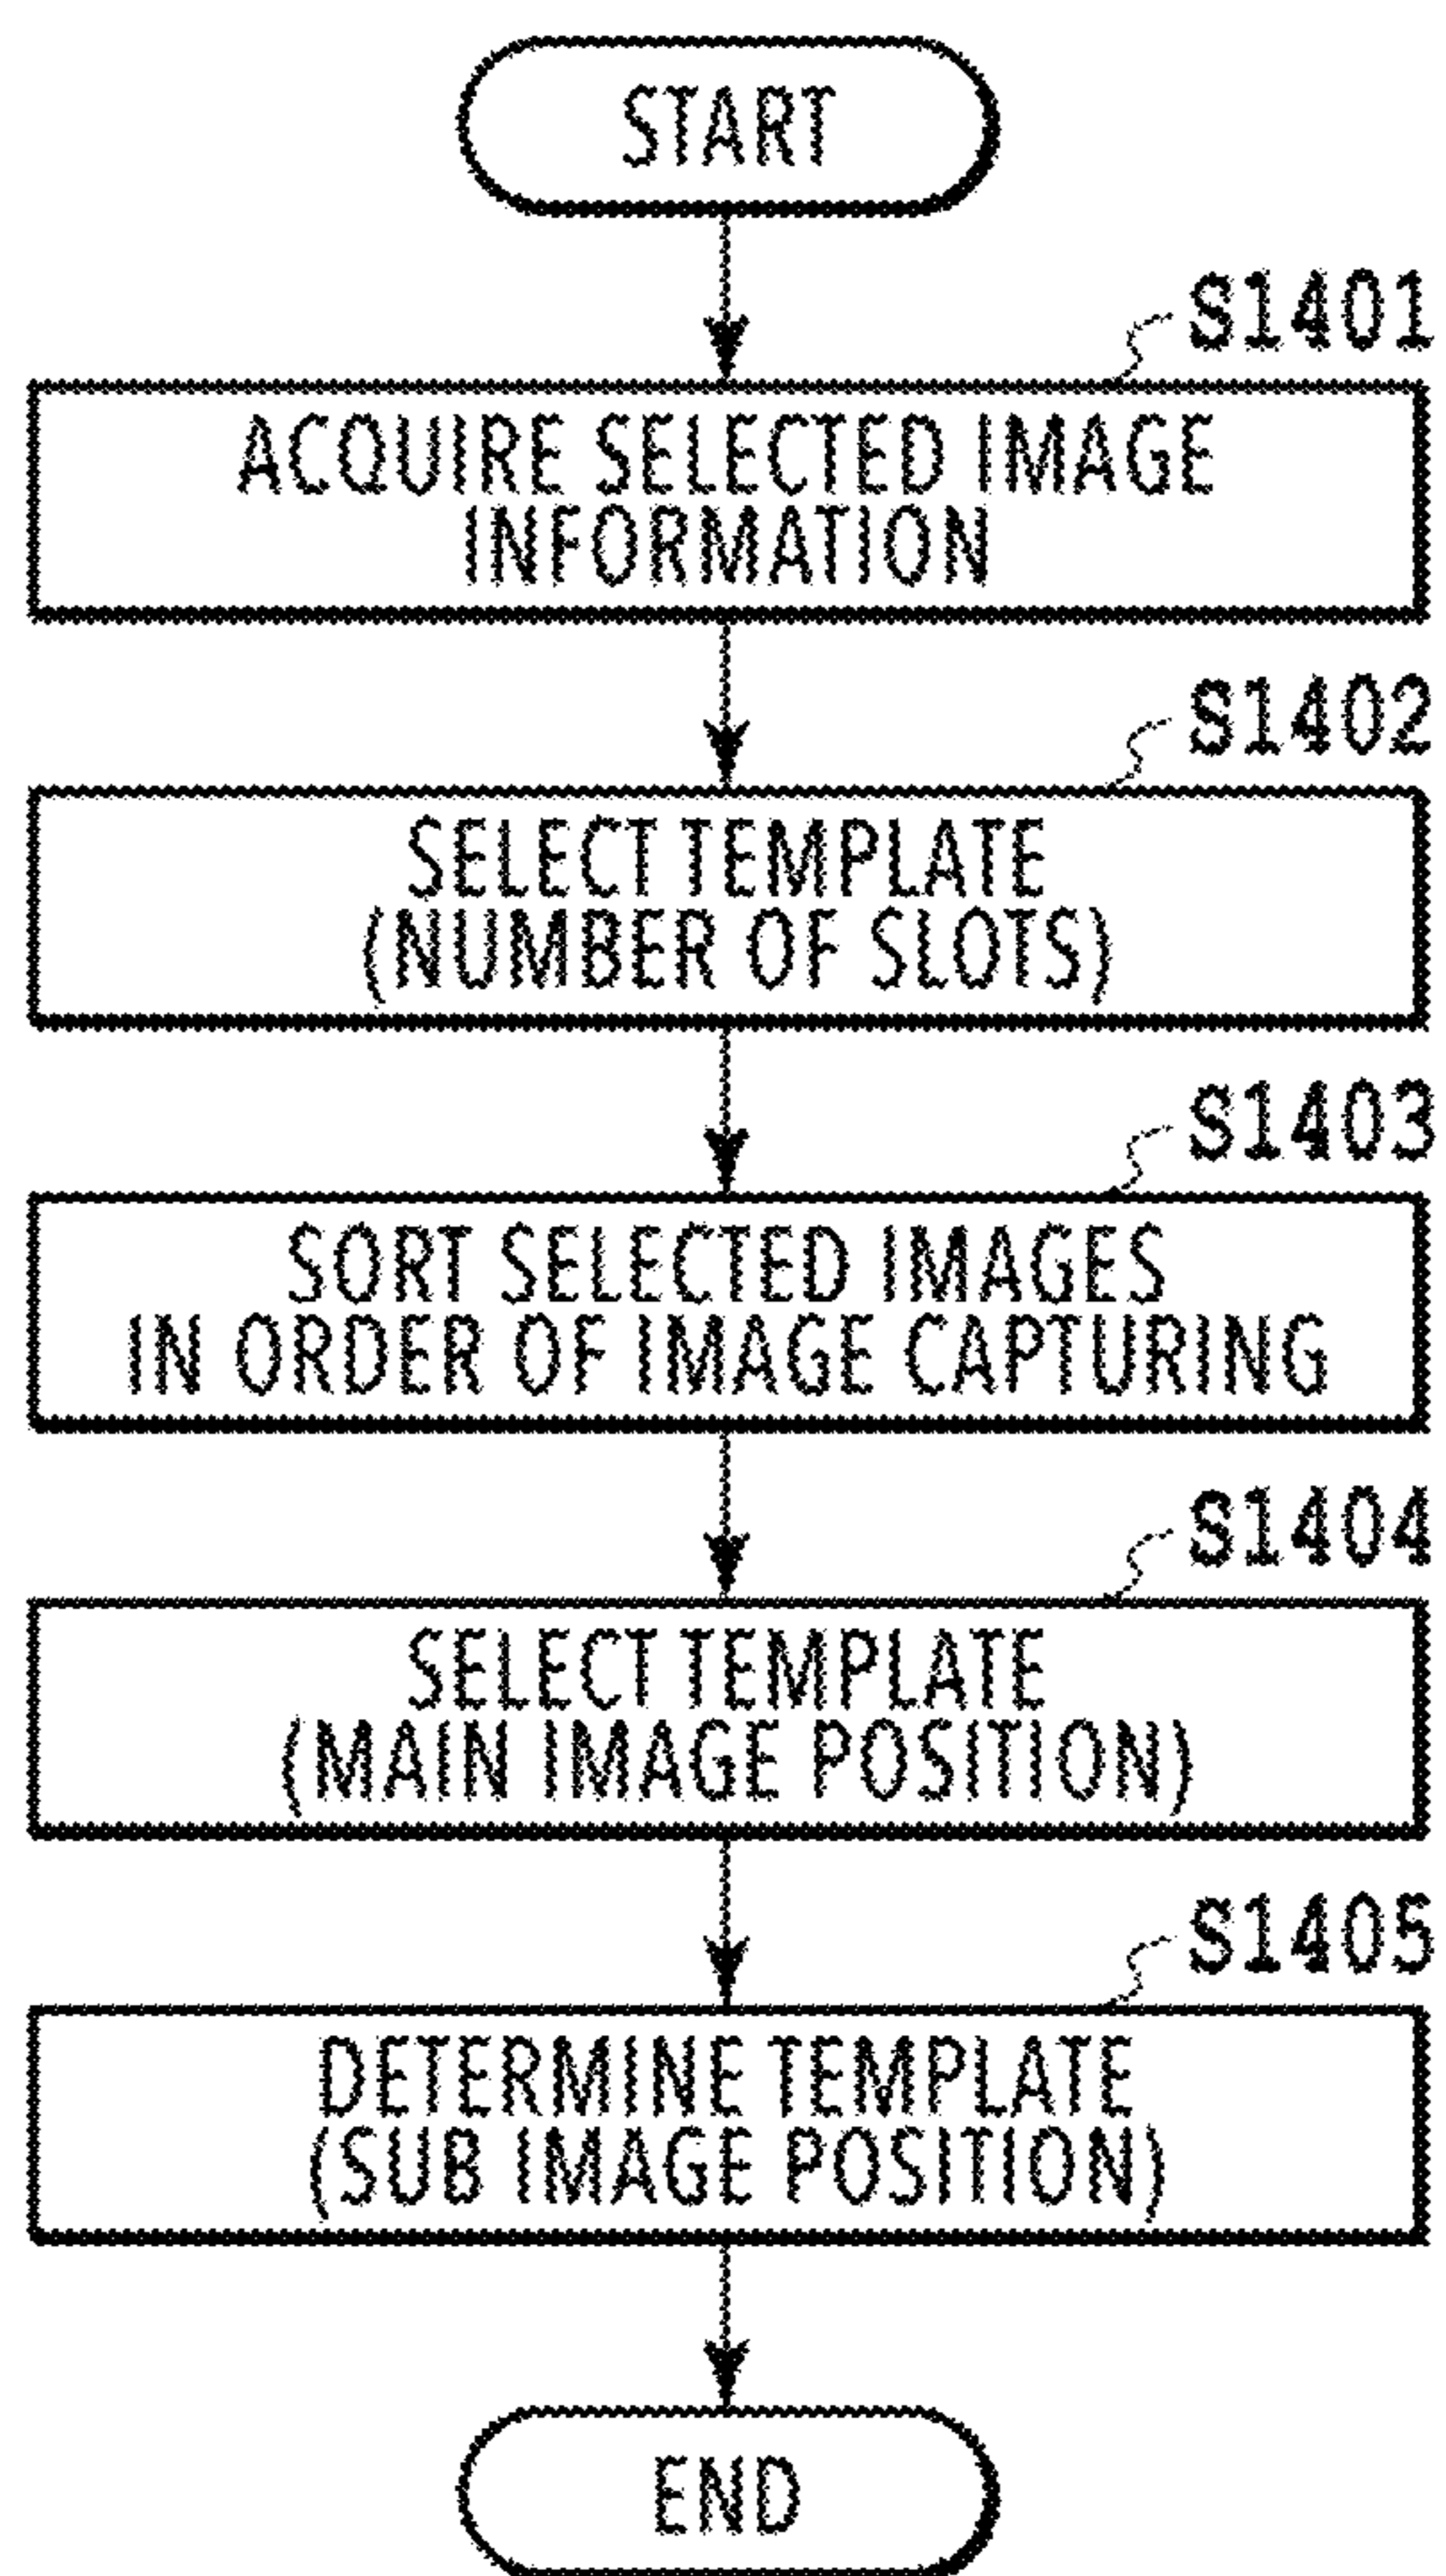 START
S1401
ACQUIRE SELECTED IMAGE
INFORMATION
S1402
SELECT TEMPLATE
(NUMBER OF SLOTS)
S1403
SORT SELECTED IMAGES
IN ORDER OF IMAGE CAPTURING
S1404
SELECT TEMPLATE
(MAIN IMAGE POSITION)
S1405
DETERMINE TEMPLATE
(SUB IMAGE POSITION)
END